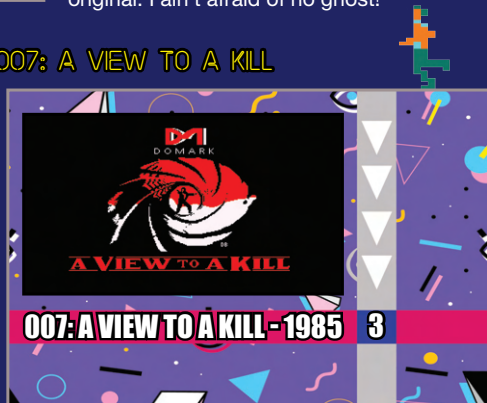 original. I ain't afraid of no ghost!
007: A VIEW TO A KILL
DOMARK
A VIEW TO A KILL
007: A VIEW TO A KILL - 1985 3